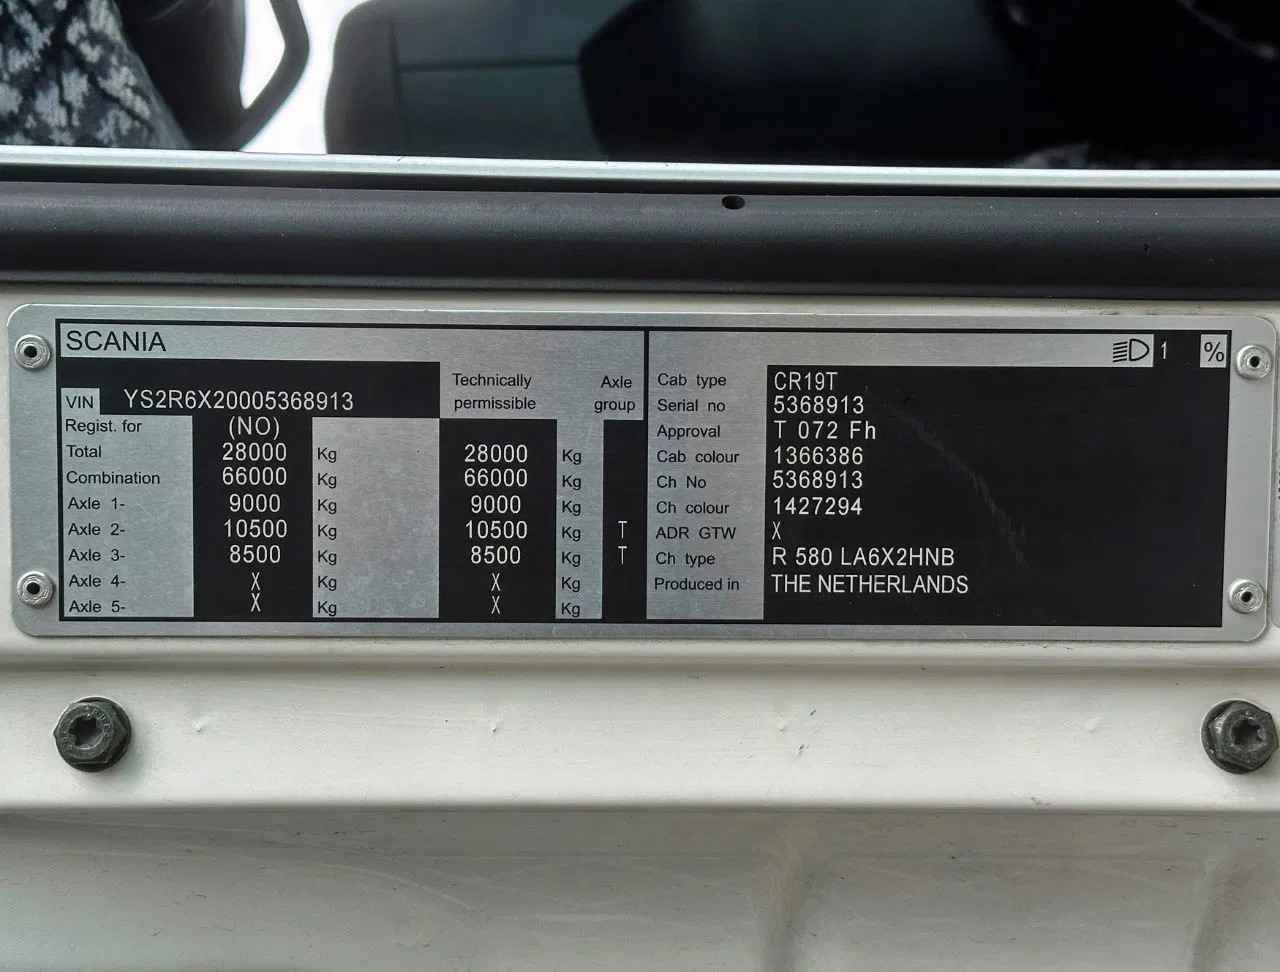 SCANIA
VIN YS2R6X20005368913
Technically permissible
Axle group
Regist. for (NO)
Total 28000 Kg 28000 Kg
Combination 66000 Kg 66000 Kg
Axle 1- 9000 Kg 9000 Kg
Axle 2- 10500 Kg 10500 Kg T
Axle 3- 8500 Kg 8500 Kg T
Axle 4- X Kg X Kg
Axle 5- X Kg X Kg
1 %
Cab type CR19T
Serial no 5368913
Approval T 072 Fh
Cab colour 1366386
Ch No 5368913
Ch colour 1427294
ADR GTW X
Ch type R 580 LA6X2HNB
Produced in THE NETHERLANDS